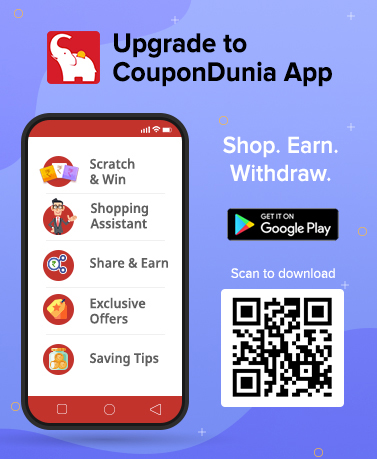 Upgrade to
CouponDunia App
Scratch
& Win
Shopping
Assistant
Share & Earn
Exclusive
Offers
Saving Tips
Shop. Earn.
Withdraw.
GET IT ON
Google Play
Scan to download